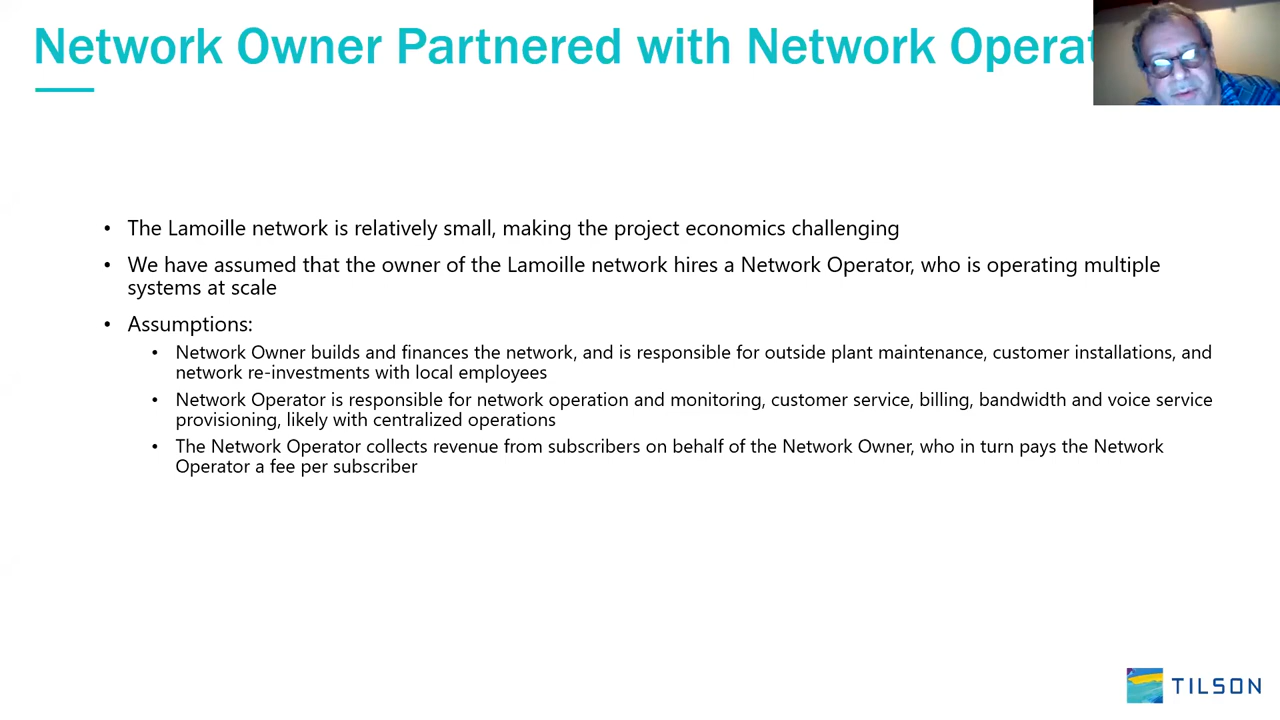 Network Owner Partnered with Network Operat
• The Lamoille network is relatively small, making the project economics challenging
• We have assumed that the owner of the Lamoille network hires a Network Operator, who is operating multiple
systems at scale
• Assumptions:
• Network Owner builds and finances the network, and is responsible for outside plant maintenance, customer installations, and
network re-investments with local employees
• Network Operator is responsible for network operation and monitoring, customer service, billing, bandwidth and voice service
provisioning, likely with centralized operations
• The Network Operator collects revenue from subscribers on behalf of the Network Owner, who in turn pays the Network
Operator a fee per subscriber
TILSON